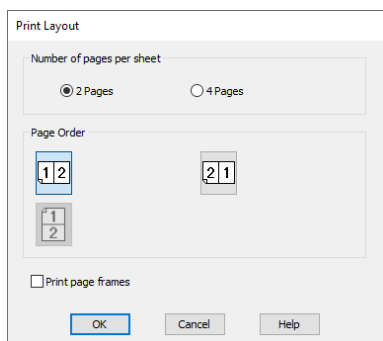 Print Layout
Number of pages per sheet
2 Pages
4 Pages
Page Order
1 2
2 1
1
2
Print page frames
OK
Cancel
Help